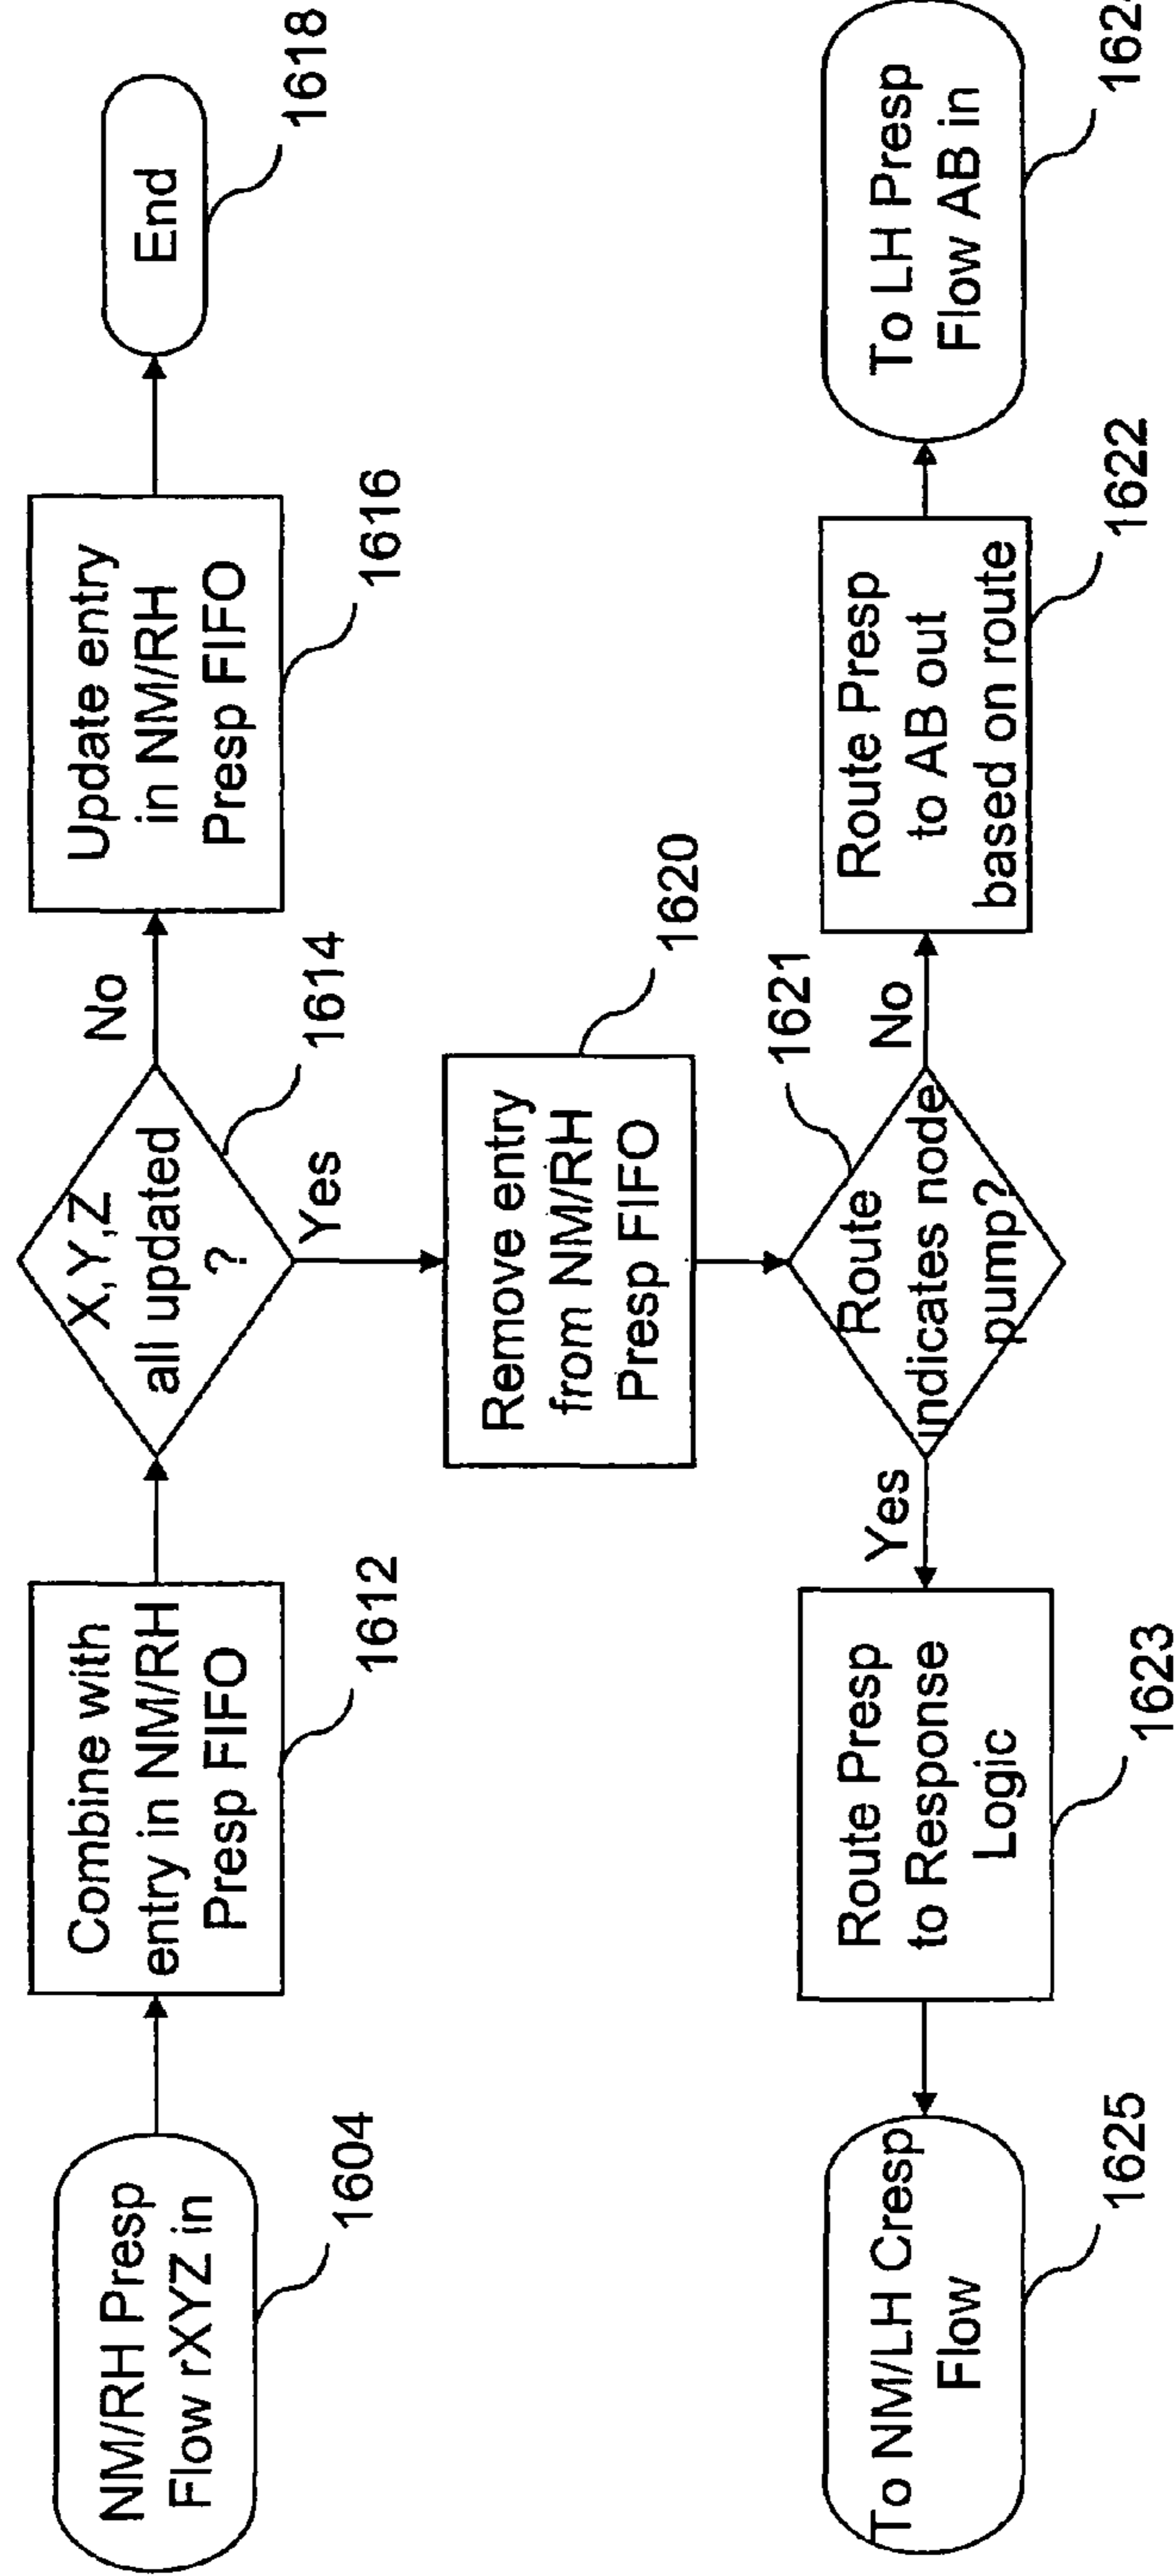 NM/RH Presp
Flow rXYZ in
1604
Combine with
entry in NM/RH
Presp FIFO
1612
X,Y,Z
all updated
?
1614
No
Update entry
in NM/RH
Presp FIFO
1616
End
1618
Yes
Remove entry
from NM/RH
Presp FIFO
1620
Route
indicates node
pump?
1621
No
Route Presp
to AB out
based on route
1622
To LH Presp
Flow AB in
Yes
Route Presp
to Response
Logic
1623
To NM/LH Cresp
Flow
1625